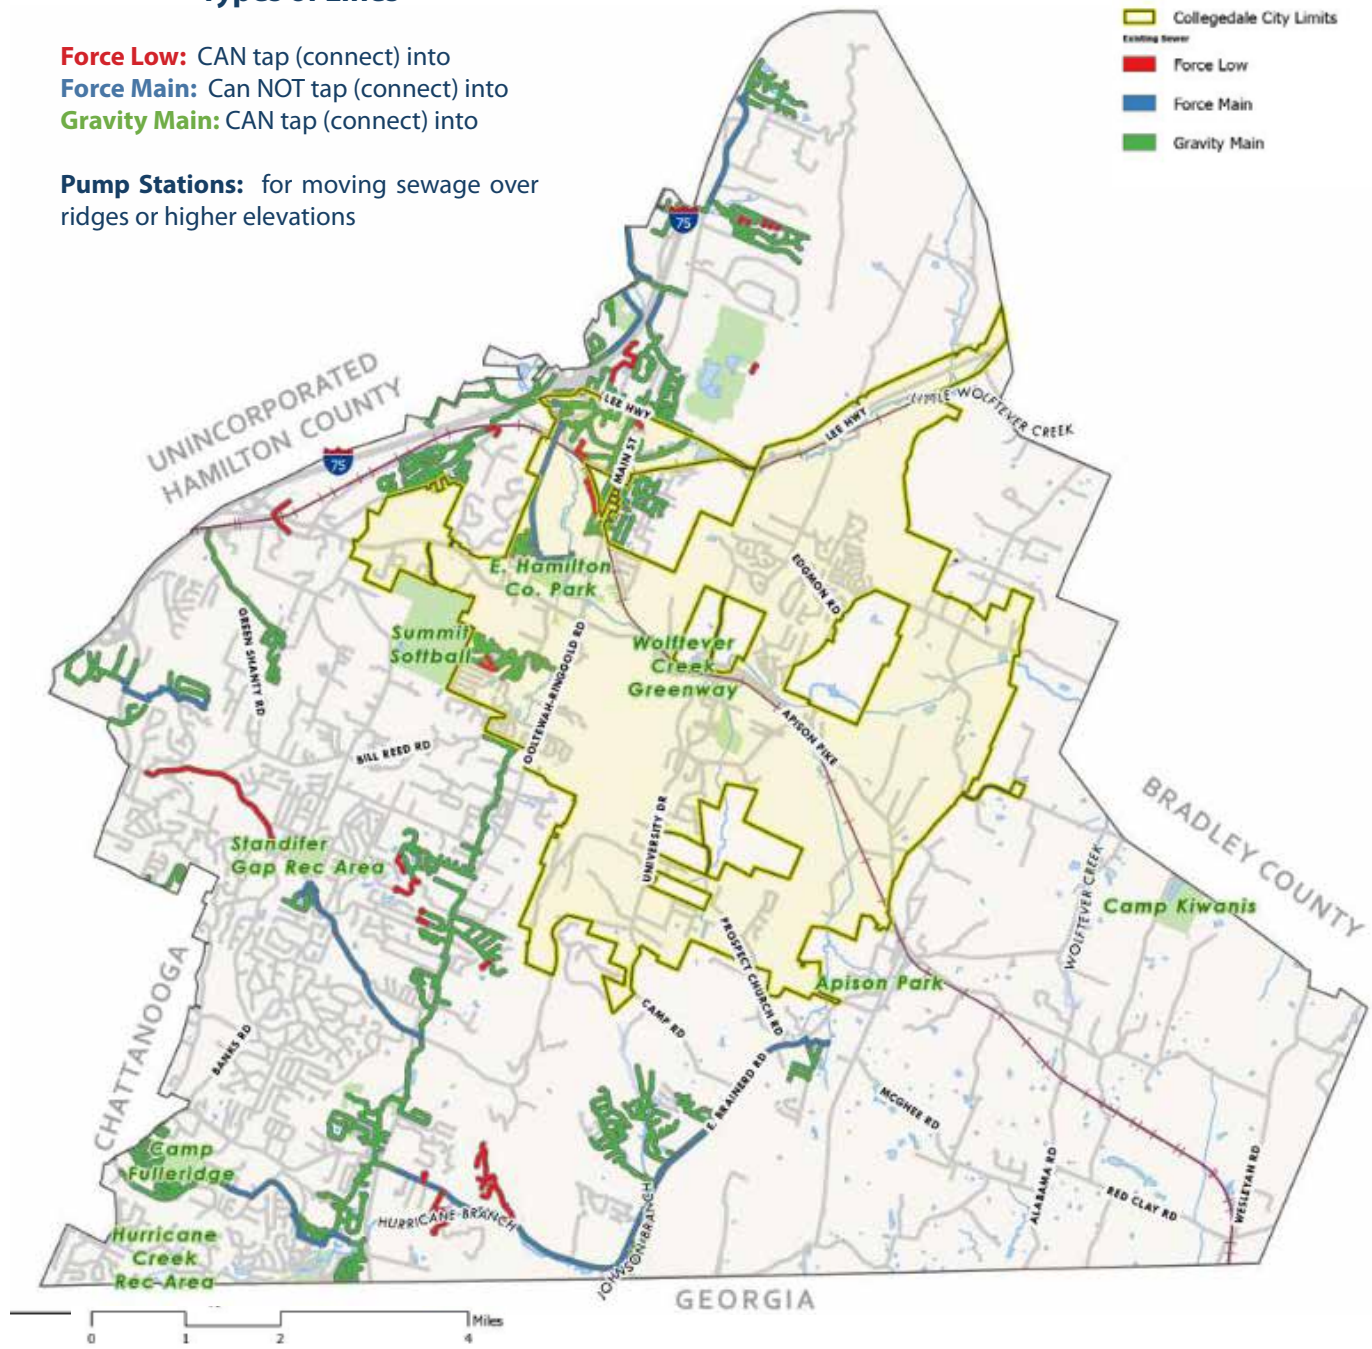 Types of Lines
Force Low: CAN tap (connect) into
Force Main: Can NOT tap (connect) into
Gravity Main: CAN tap (connect) into
Pump Stations: for moving sewage over
ridges or higher elevations
Collegedale City Limits
Existing Sewer
Force Low
Force Main
Gravity Main
75
UNINCORPORATED
HAMILTON COUNTY
75
LEE HWY
MAIN ST
LEE HWY
LITTLE WOLFTEVER CREEK
E. Hamilton
Co. Park
EDGMON RD
GREEN SHANTY RD
Summit
Softball
OOLTEWAH-RINGGOLD RD
Wolftever
Creek
Greenway
APISON PIKE
BILL REED RD
BRADLEY COUNTY
UNIVERSITY DR
Standifer
Gap Rec Area
WOLFTEVER CREEK
Camp Kiwanis
PROSPECT CHURCH RD
Apison Park
CHATTANOOGA
BANKS RD
CAMP RD
E. BRAINERD RD
MCGHEE RD
Camp
Fulleridge
ALABAMA RD
RED CLAY RD
WESLEYAN RD
HURRICANE BRANCH
JOHNSON BRANCH
Hurricane
Creek
Rec Area
GEORGIA
Miles
0 1 2 4